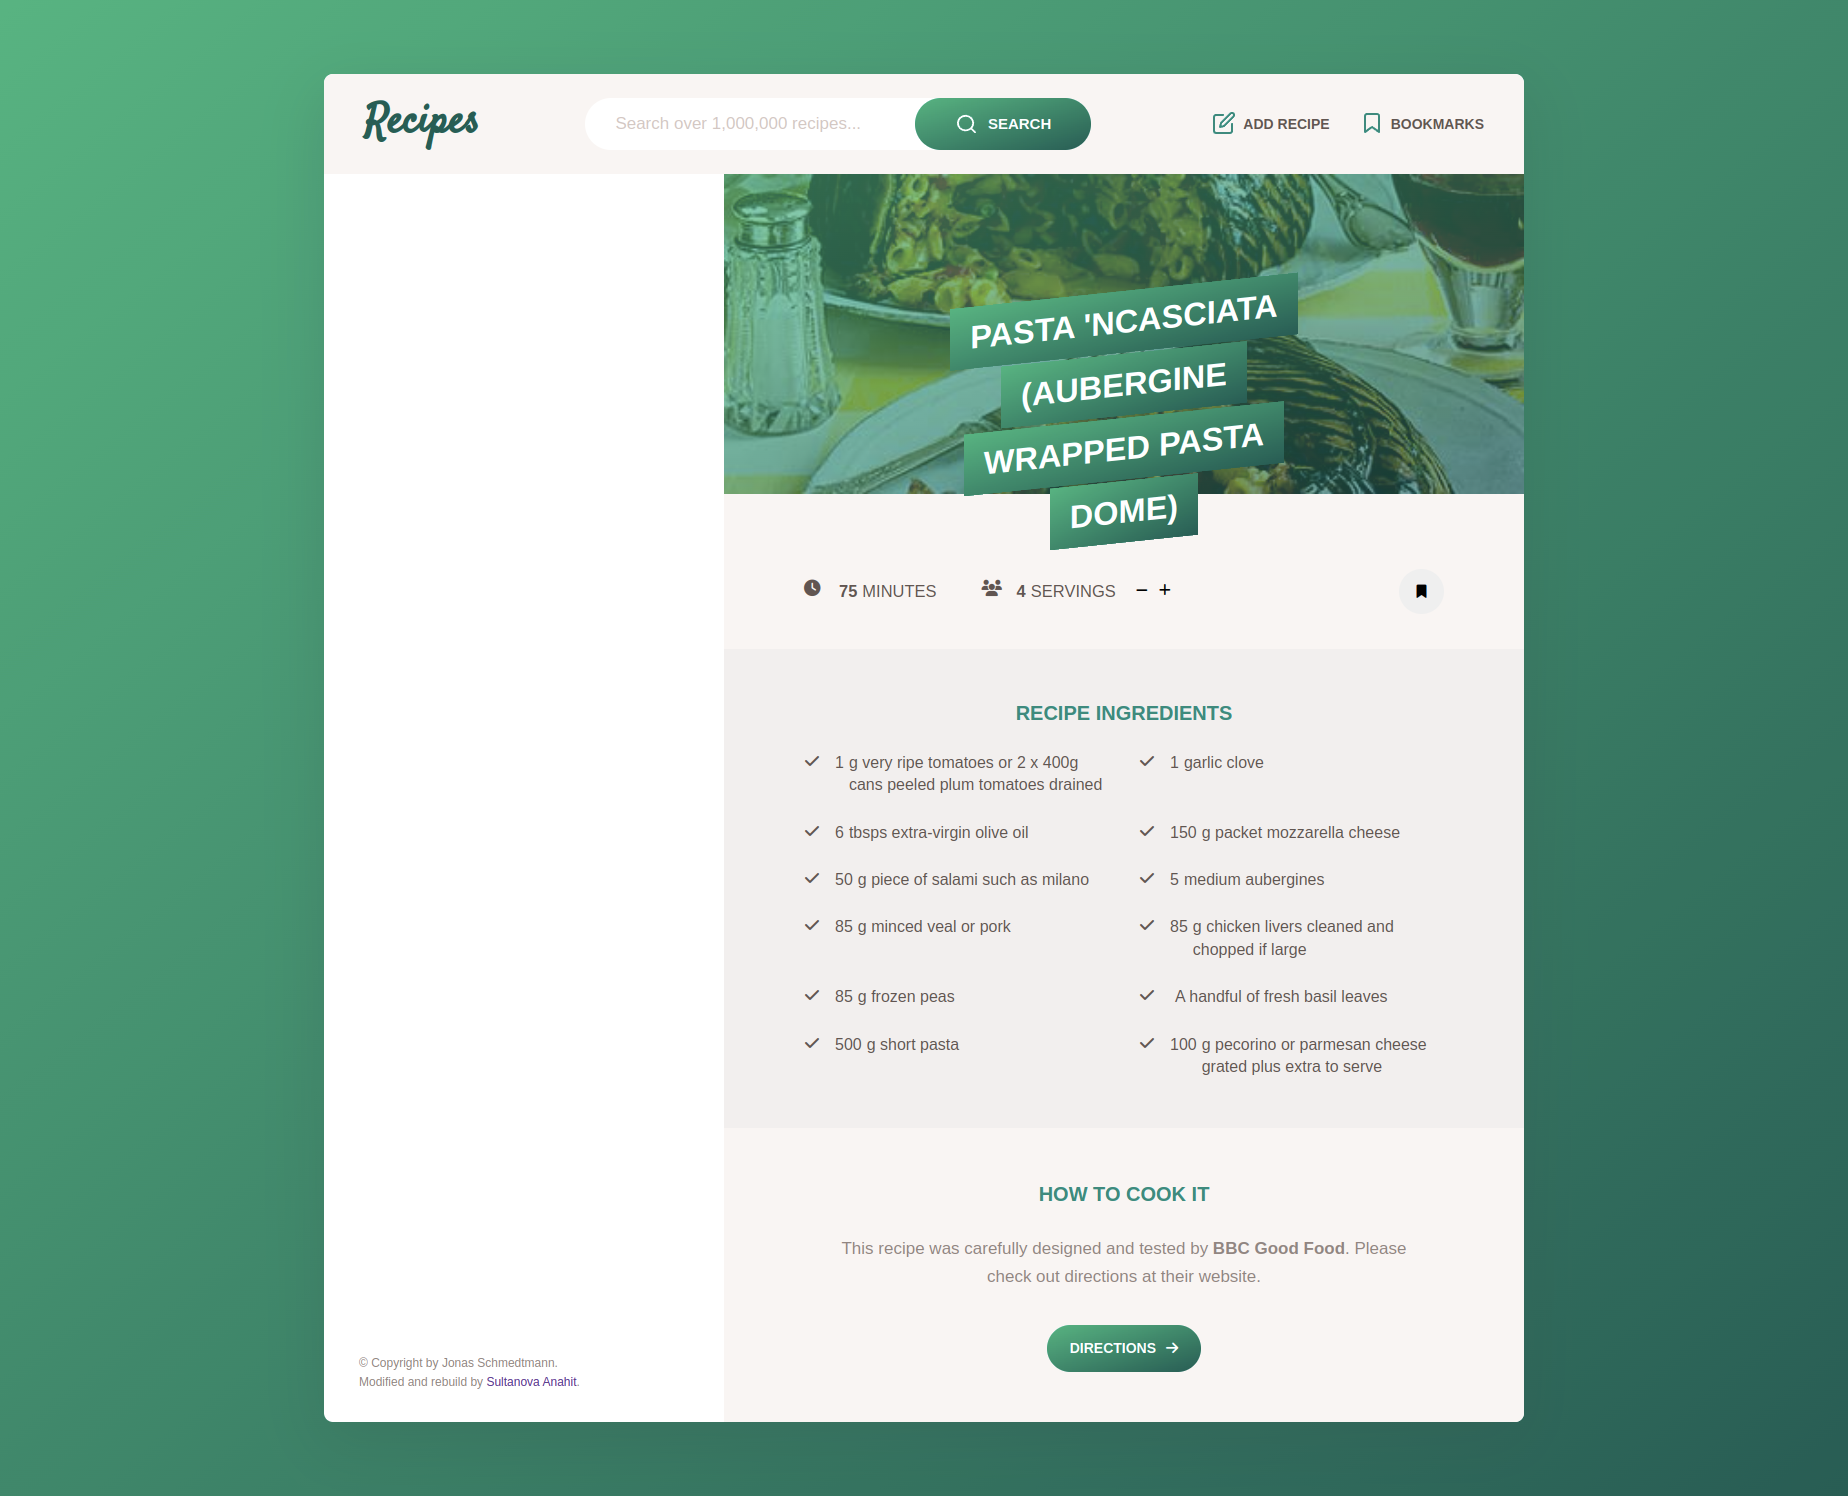 Recipes
Search over 1,000,000 recipes...
SEARCH
ADD RECIPE
BOOKMARKS
PASTA 'NCASCIATA
(AUBERGINE
WRAPPED PASTA
DOME)
75 MINUTES
4 SERVINGS
RECIPE INGREDIENTS
1 g very ripe tomatoes or 2 x 400g
cans peeled plum tomatoes drained
1 garlic clove
6 tbsps extra-virgin olive oil
150 g packet mozzarella cheese
50 g piece of salami such as milano
5 medium aubergines
85 g minced veal or pork
85 g chicken livers cleaned and
chopped if large
85 g frozen peas
A handful of fresh basil leaves
500 g short pasta
100 g pecorino or parmesan cheese
grated plus extra to serve
HOW TO COOK IT
This recipe was carefully designed and tested by BBC Good Food. Please
check out directions at their website.
DIRECTIONS
© Copyright by Jonas Schmedtmann.
Modified and rebuild by Sultanova Anahit.